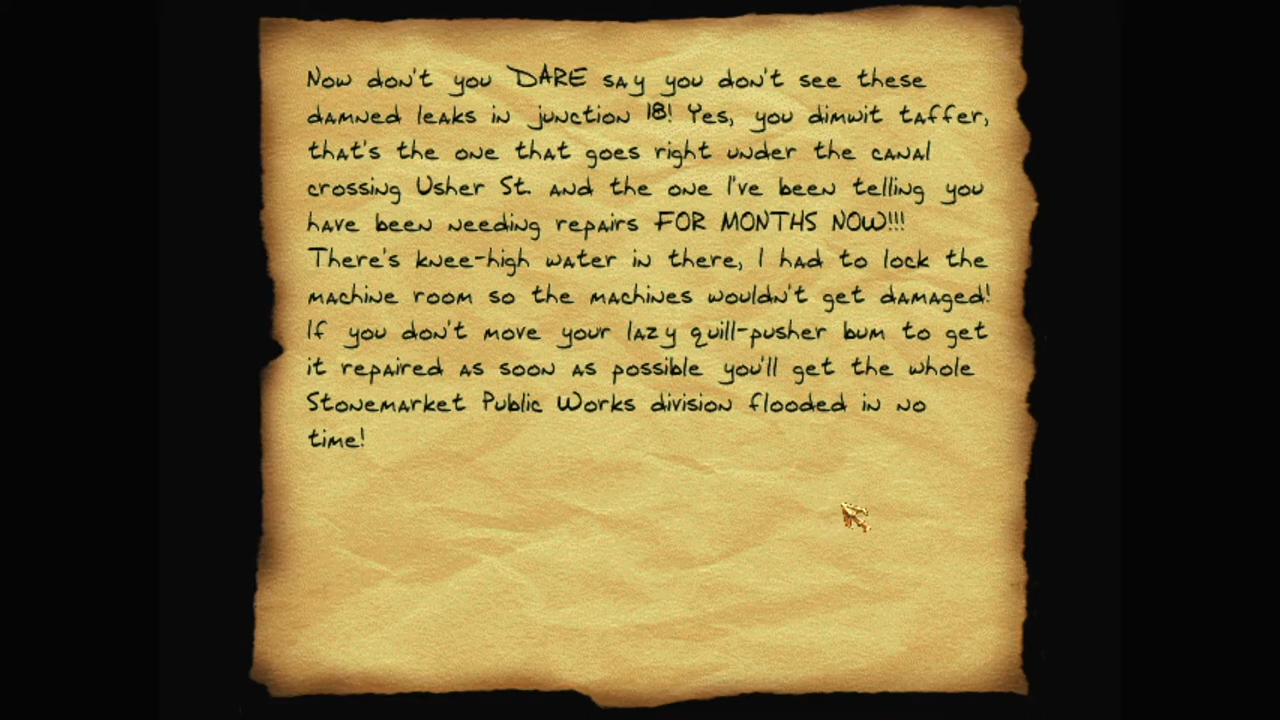 Now don't you DARE say you don't see these
damned leaks in junction 18! Yes, you dimwit taffer,
that's the one that goes right under the canal
crossing Usher St. and the one I've been telling you
have been needing repairs FOR MONTHS NOW!!!
There's knee-high water in there, I had to lock the
machine room so the machines wouldn't get damaged!
If you don't move your lazy quill-pusher bum to get
it repaired as soon as possible you'll get the whole
Stonemarket Public Works division flooded in no
time!